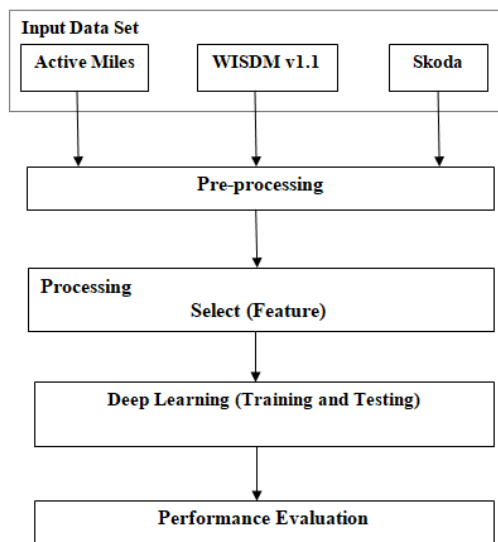 Input Data Set
Active Miles
WISDM v1.1
Skoda
Pre-processing
Processing
Select (Feature)
Deep Learning (Training and Testing)
Performance Evaluation